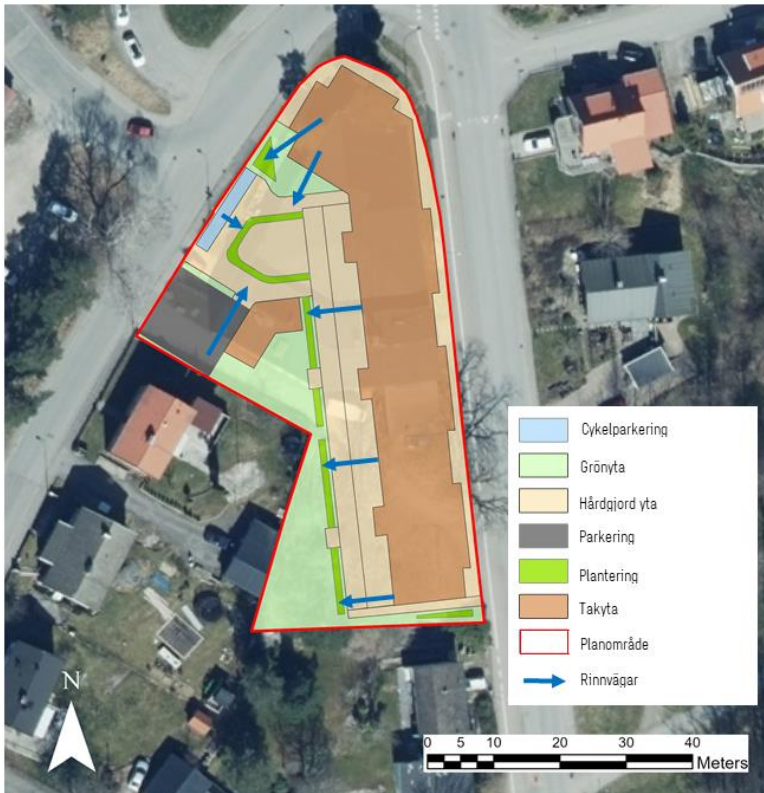 Cykelparkering
Grönyta
Hårdgjord yta
Parkering
Plantering
Takyta
Planområde
Rinnvägar
N
0 5 10 20 30 40
Meters